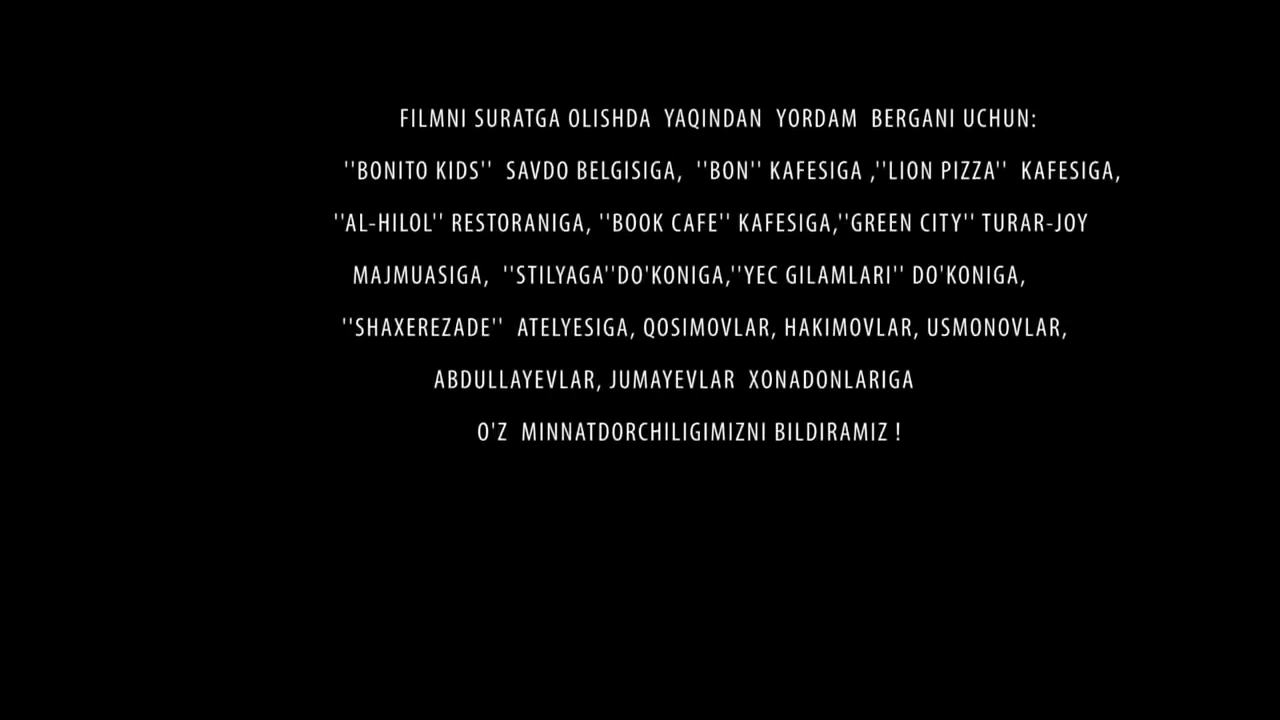 FILMNI SURATGA OLISHDA YAQINDAN YORDAM BERGANI UCHUN:
''BONITO KIDS'' SAVDO BELGISIGA, ''BON'' KAFESIGA ,''LION PIZZA'' KAFESIGA,
''AL-HILOL'' RESTORANIGA, ''BOOK CAFE'' KAFESIGA,''GREEN CITY'' TURAR-JOY
MAJMUASIGA, ''STILYAGA''DO'KONIGA,''YEC GILAMLARI'' DO'KONIGA,
''SHAXEREZADE'' ATELYESIGA, QOSIMOVLAR, HAKIMOVLAR, USMONOVLAR,
ABDULLAYEVLAR, JUMAYEVLAR XONADONLARIGA
O'Z MINNATDORCHILIGIMIZNI BILDIRAMIZ !